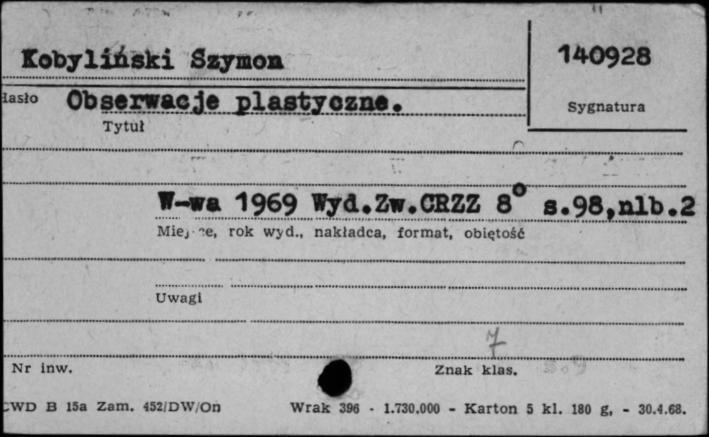 Kobyliński Szymon
140928
Hasło Obserwacje plastyczne.
Sygnatura
Tytuł
W-wa 1969 Wyd.Zw.CRZZ 8° s.98,nlb.2
Miejsce, rok wyd., nakładca, format, objętość
Uwagi
7
Nr inw.
Znak klas.
CWD B 15a Zam. 452/DW/On Wrak 396 - 1.730.000 - Karton 5 kl. 180 g, - 30.4.68.